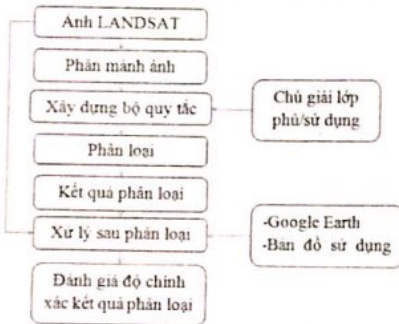 Ảnh LANDSAT
Phân mảnh ảnh
Xây dựng bộ quy tắc
Chú giải lớp
phủ/sử dụng
Phân loại
Kết quả phân loại
Xử lý sau phân loại
-Google Earth
-Bản đồ sử dụng
Đánh giá độ chính
xác kết quả phân loại